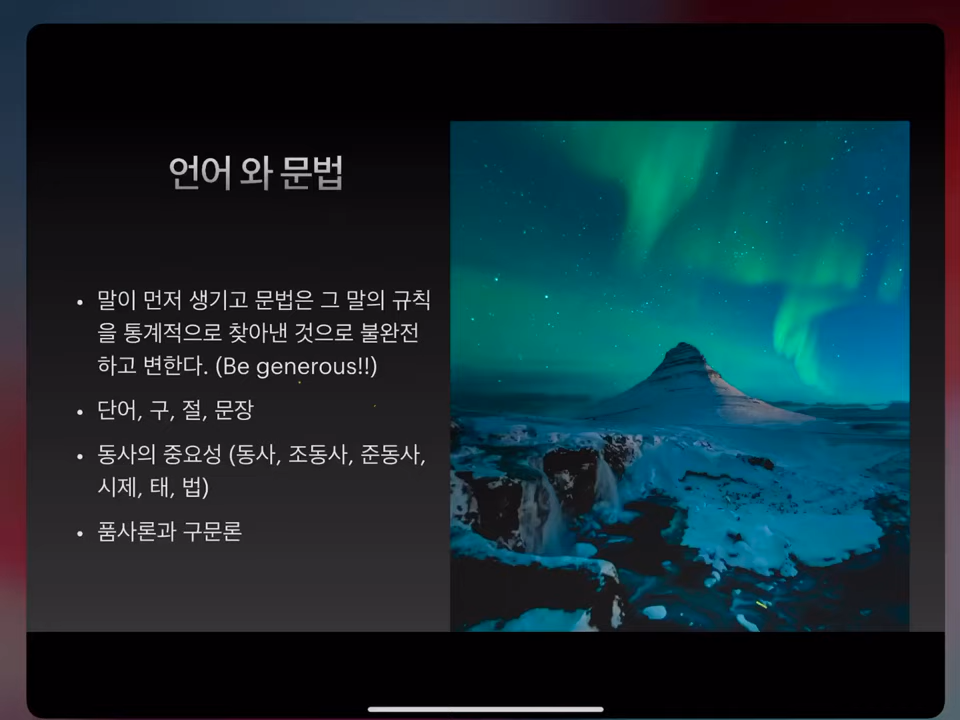 언어 와 문법
• 말이 먼저 생기고 문법은 그 말의 규칙
을 통계적으로 찾아낸 것으로 불완전
하고 변한다. (Be generous!!)
• 단어, 구, 절, 문장
• 동사의 중요성 (동사, 조동사, 준동사,
시제, 태, 법)
• 품사론과 구문론